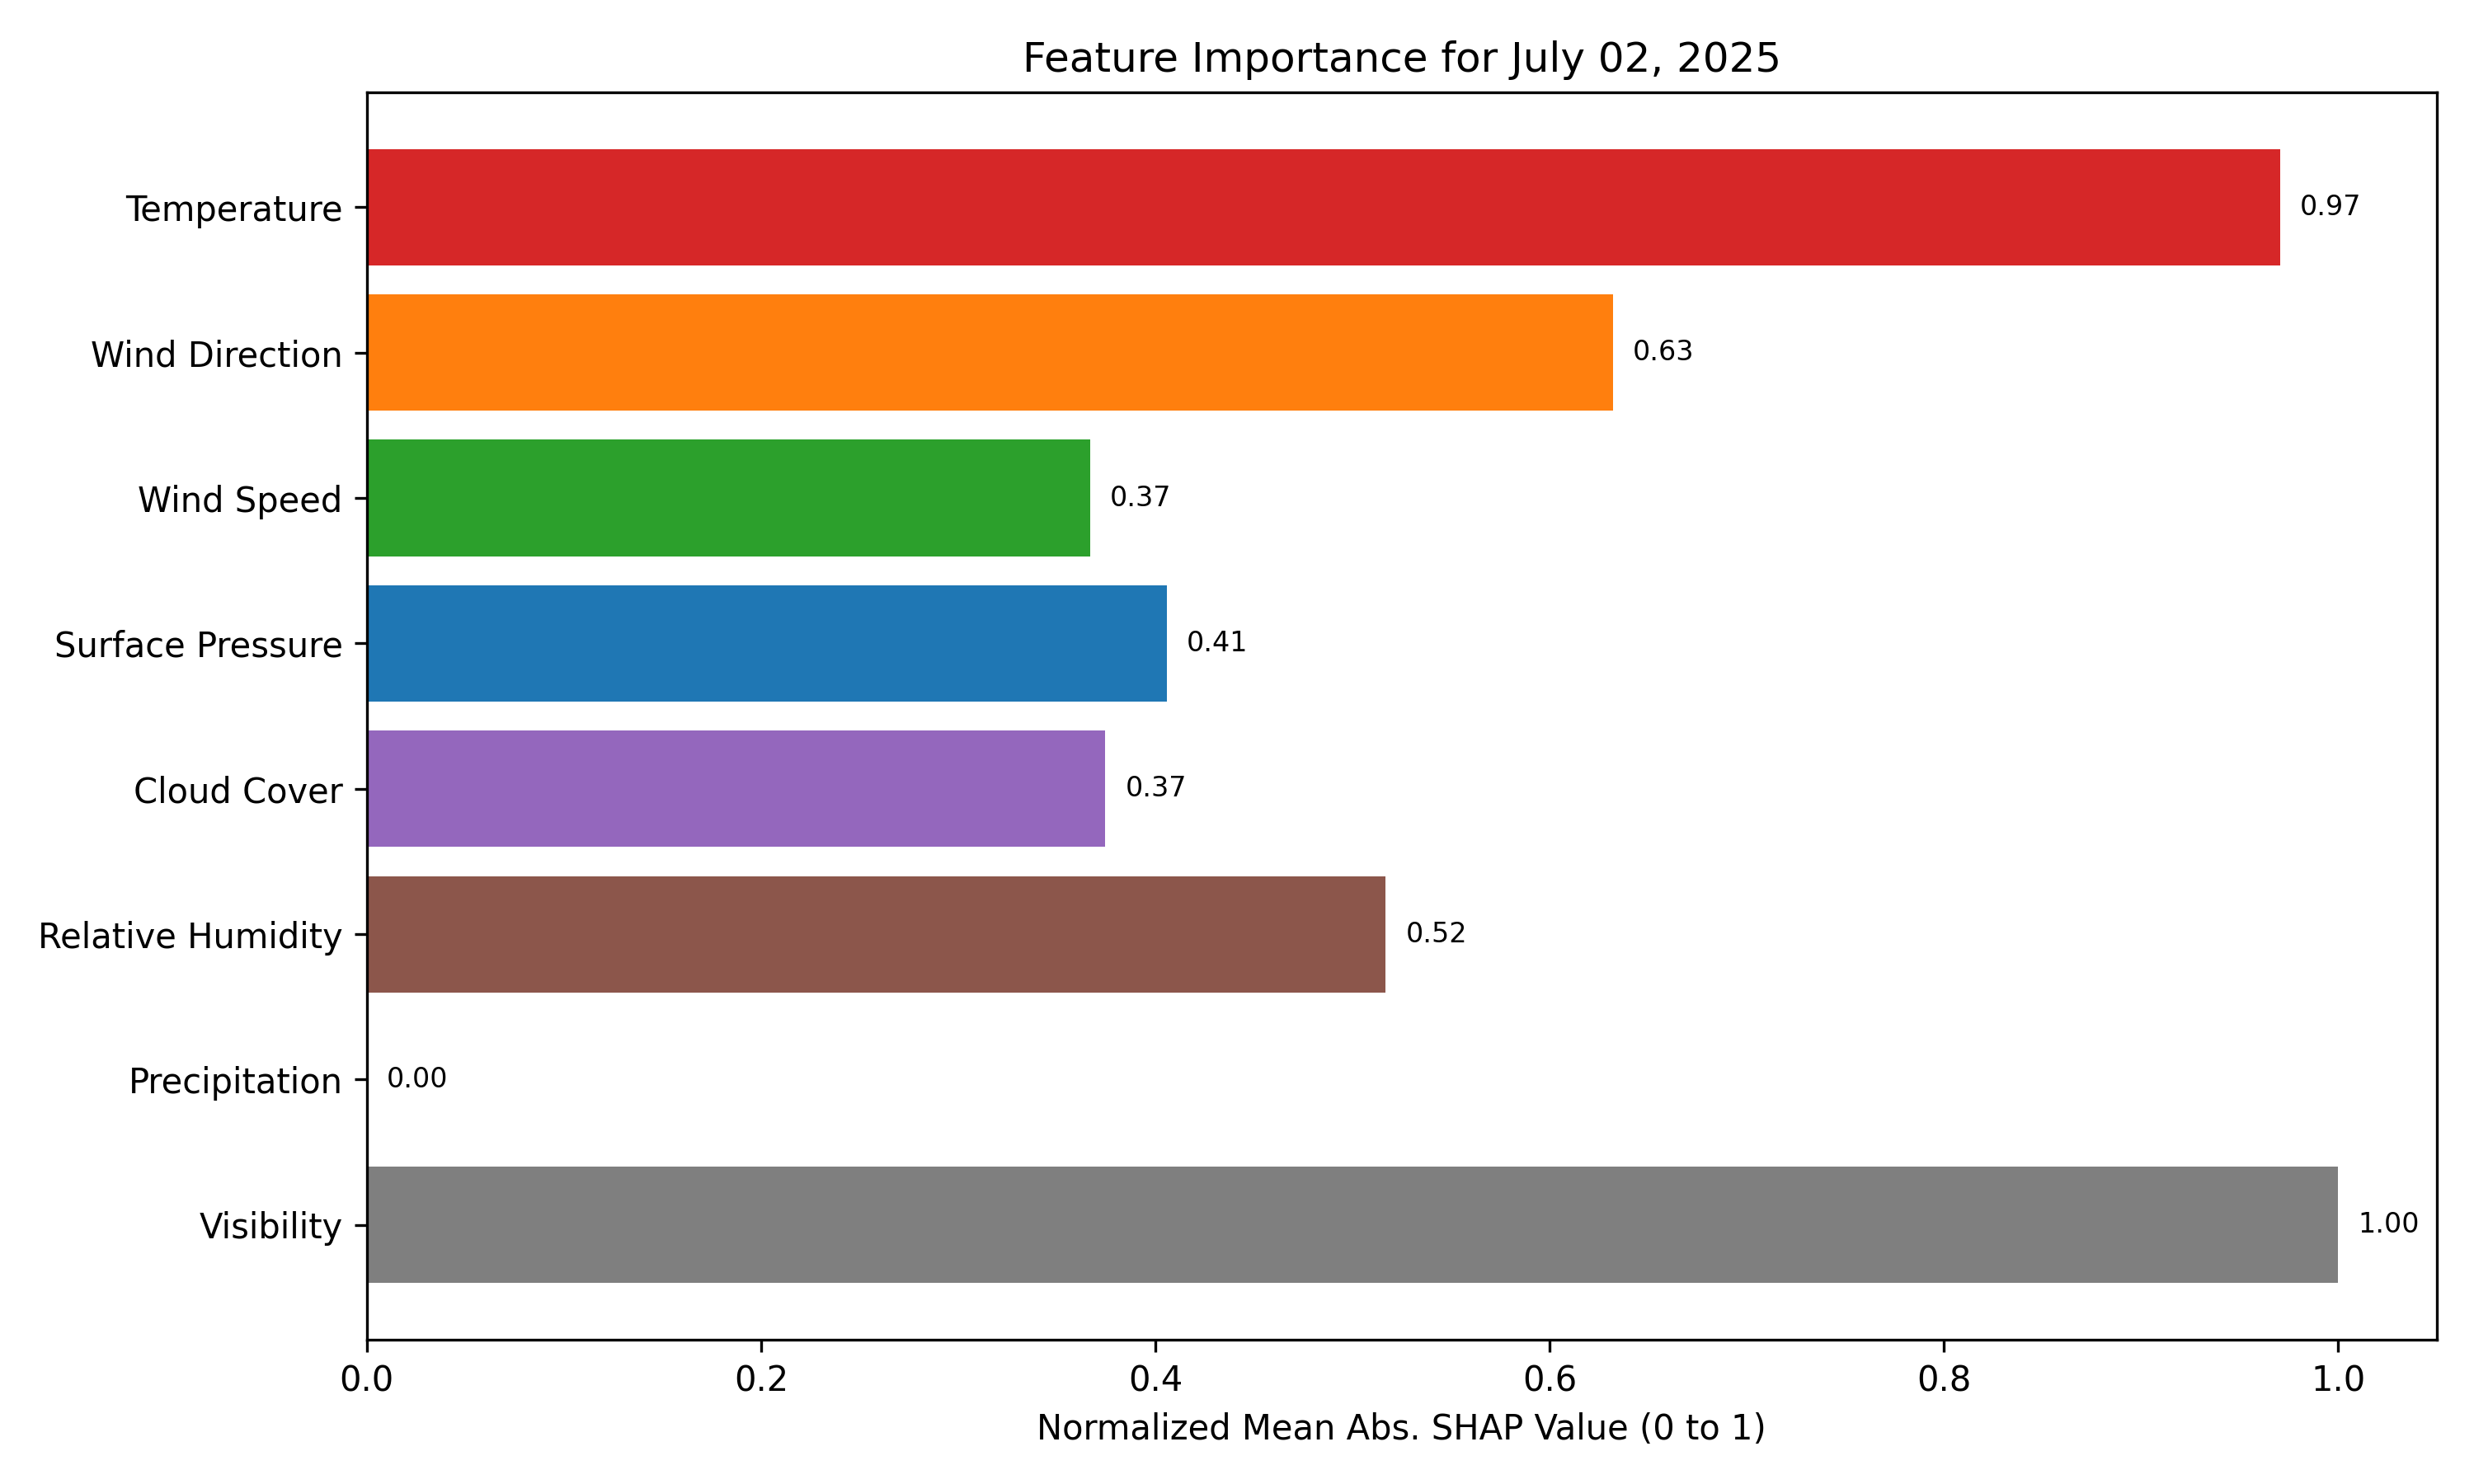 Feature Importance for July 02, 2025
Temperature 0.97
Wind Direction 0.63
Wind Speed 0.37
Surface Pressure 0.41
Cloud Cover 0.37
Relative Humidity 0.52
Precipitation 0.00
Visibility 1.00
0.0 0.2 0.4 0.6 0.8 1.0
Normalized Mean Abs. SHAP Value (0 to 1)